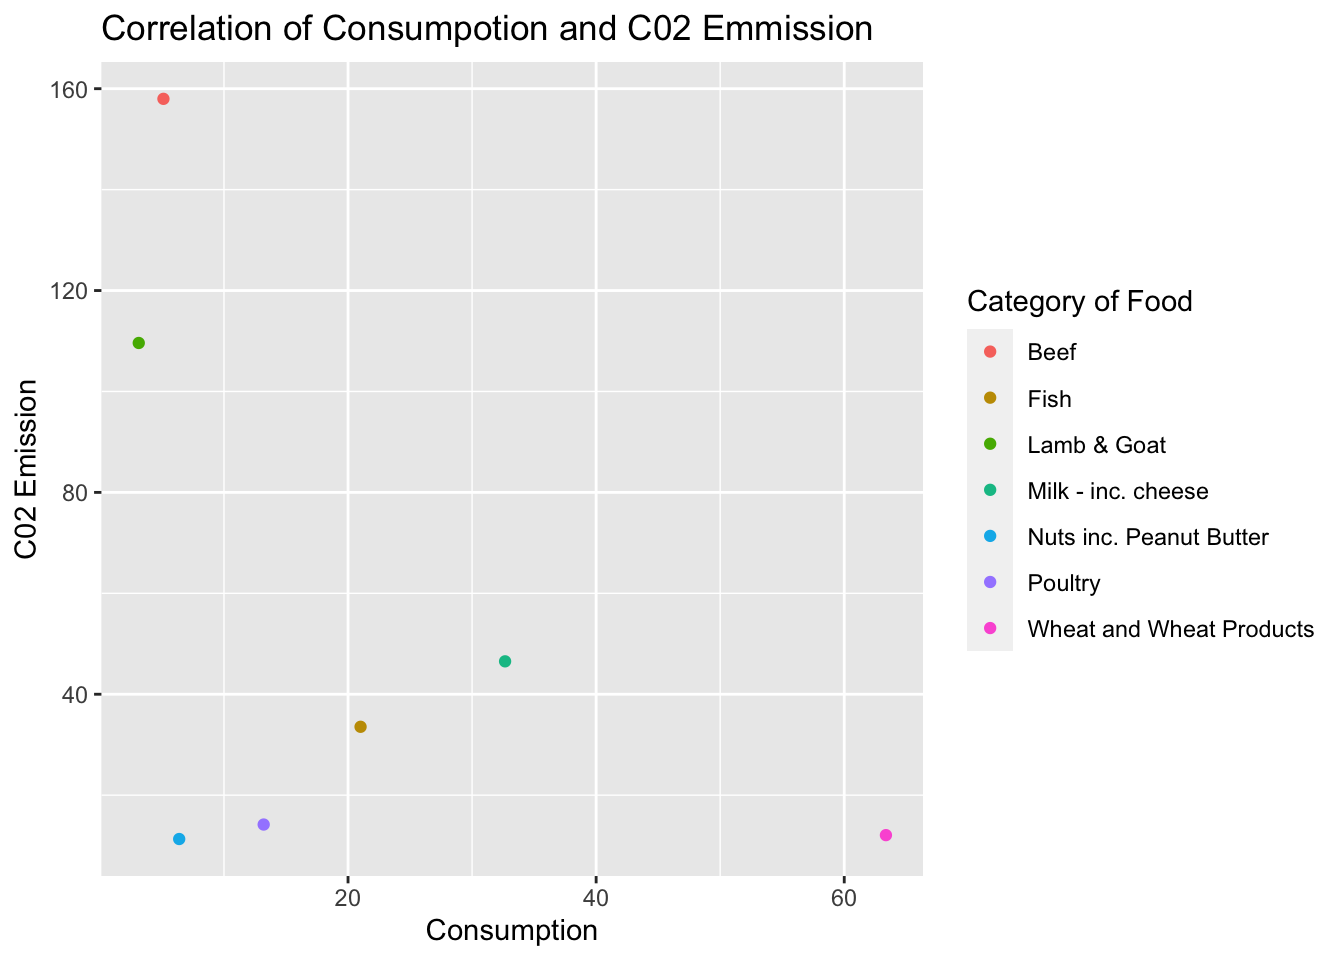 Correlation of Consumpotion and C02 Emmission
160
120
80
40
C02 Emission
20
40
60
Consumption
Category of Food
Beef
Fish
Lamb & Goat
Milk - inc. cheese
Nuts inc. Peanut Butter
Poultry
Wheat and Wheat Products